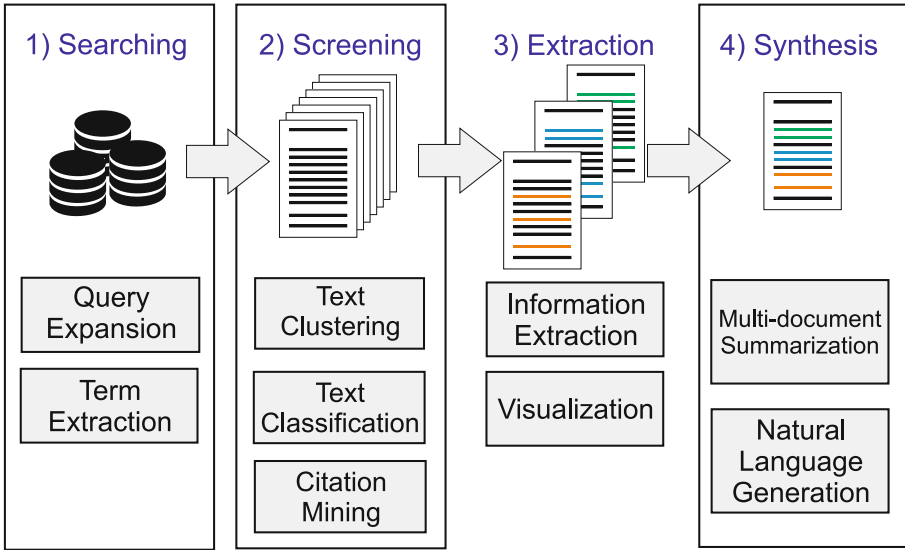 1) Searching
Query
Expansion
Term
Extraction
2) Screening
Text
Clustering
Text
Classification
Citation
Mining
3) Extraction
Information
Extraction
Visualization
4) Synthesis
Multi-document
Summarization
Natural
Language
Generation